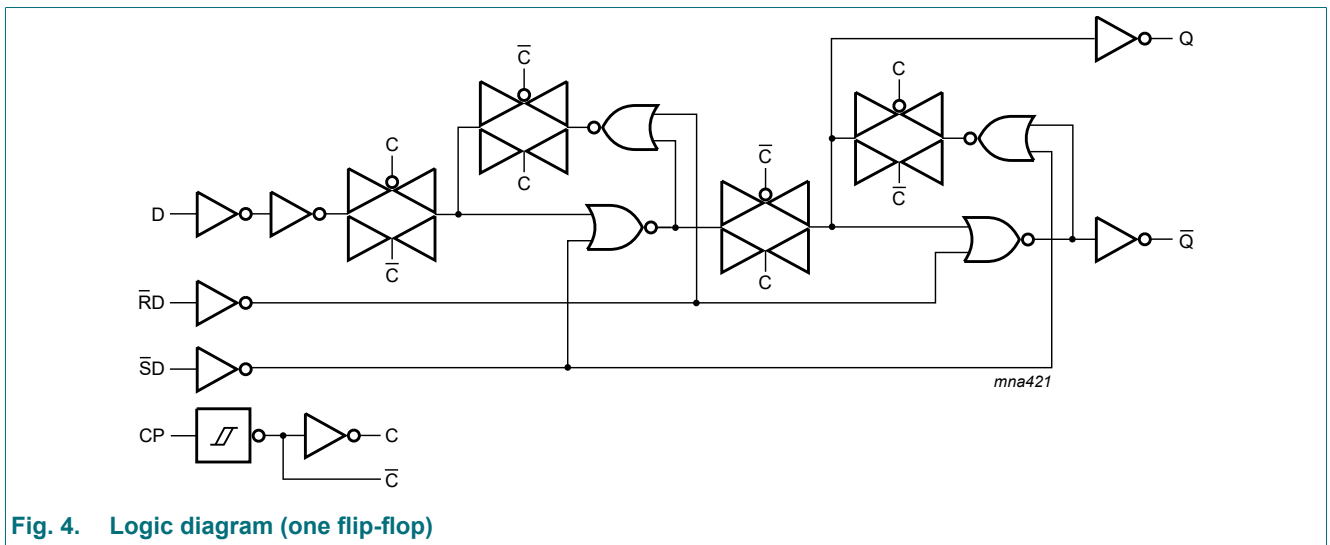 Q
C̅
C
C
C̅
C
C
C̅
D
Q̅
C̅
C
R̅D
S̅D
mna421
CP
C
C̅
Fig. 4. Logic diagram (one flip-flop)